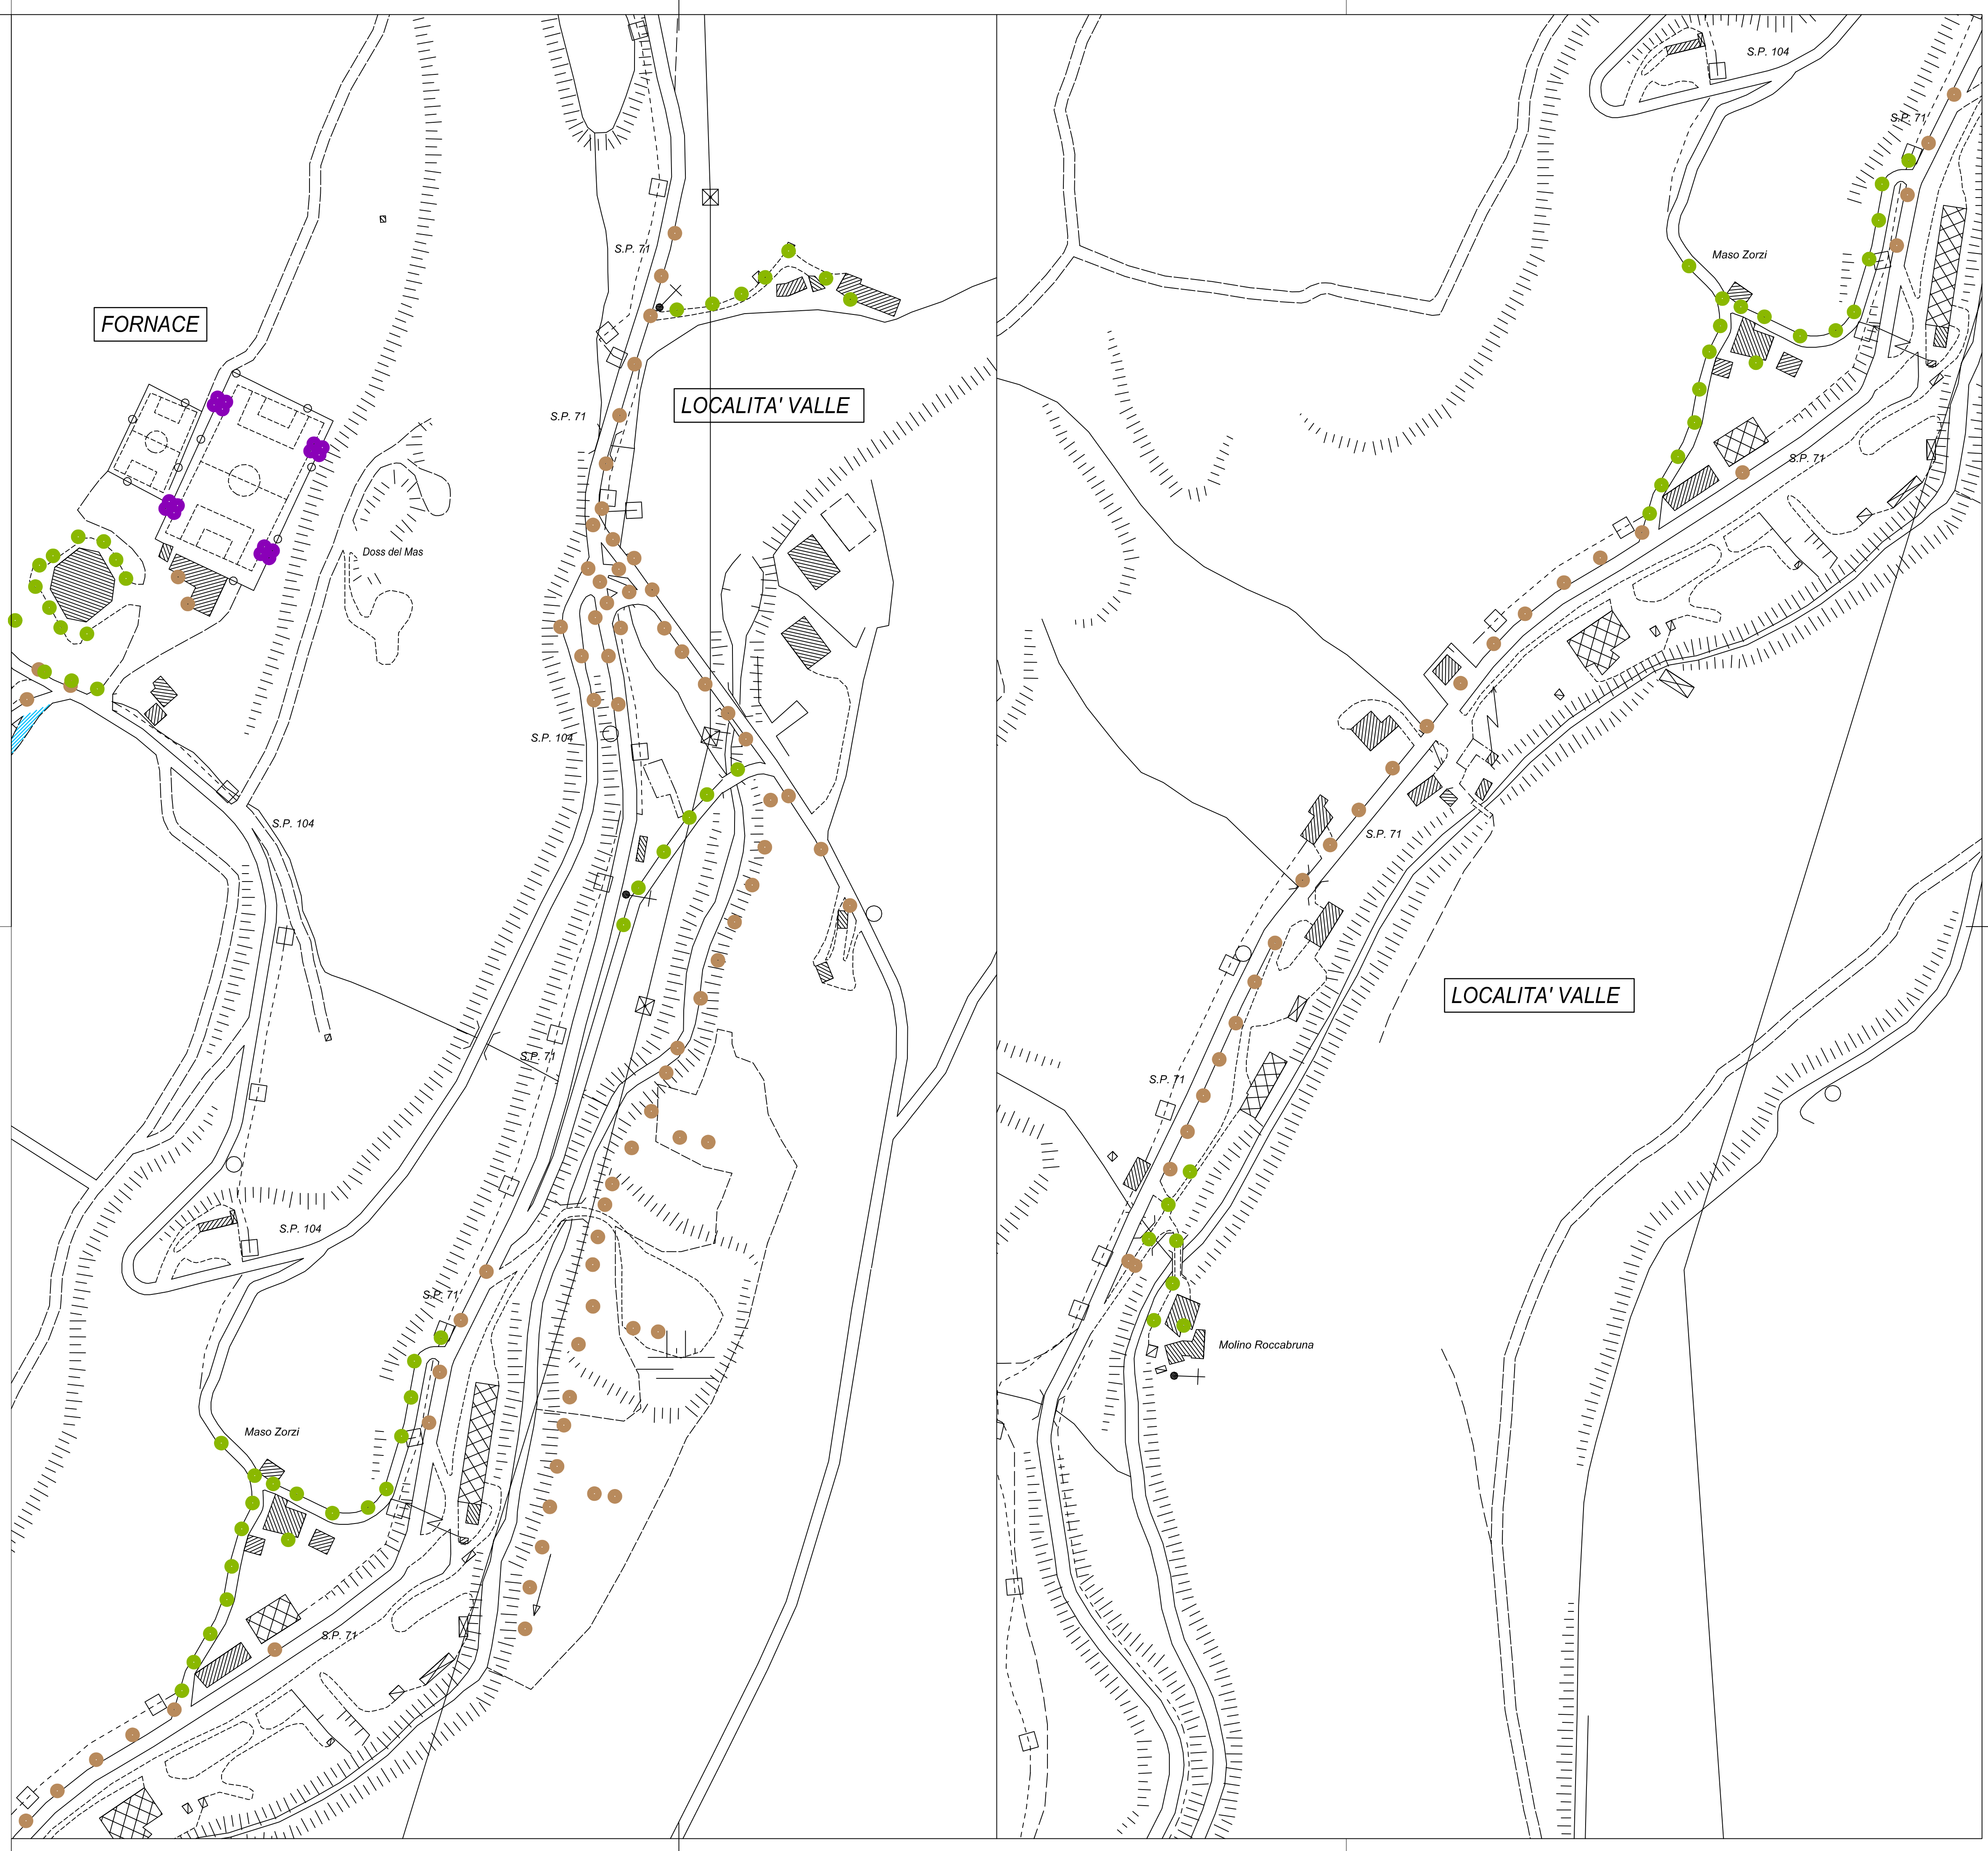 S.P. 71
FORNACE
LOCALITA' VALLE
S.P. 71
Doss del Mas
S.P. 104
S.P. 104
S.P. 71
S.P. 104
S.P. 71
Maso Zorzi
S.P. 71
S.P. 104
S.P. 71
Maso Zorzi
S.P. 71
S.P. 71
LOCALITA' VALLE
S.P. 71
Molino Roccabruna